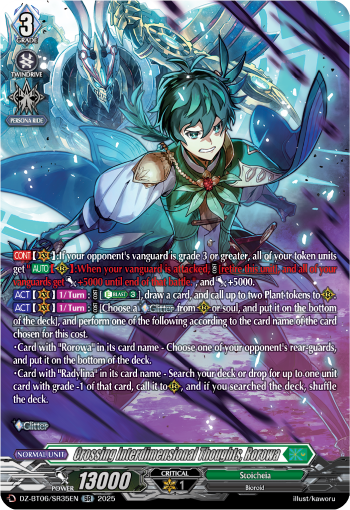 3
GRADE
TWINDRIVE
PERSONA RIDE
CONT【】:If your opponent's vanguard is grade 3 or greater, all of your token units
get "AUTO【】:When your vanguard is attacked, retire this unit, and all of your
vanguards get +5000 until end of that battle." and +5000.
ACT【】1/Turn : [ BLAST 3], draw a card, and call up to two Plant tokens to
ACT【】1/Turn : [Choose a Glitter from or soul, and put it on the bottom
of the deck], and perform one of the following according to the card name of the card
chosen for this cost.
・Card with "Rorowa" in its card name - Choose one of your opponent's rear-guards,
and put it on the bottom of the deck.
・Card with "Radylina" in its card name - Search your deck or drop for up to one unit
card with grade -1 of that card, call it to , and if you searched the deck, shuffle
the deck.
Glitter
NORMAL UNIT
Crossing Interdimensional Thoughts, Rorowa
POWER
13000
CRITICAL
1
Stoicheia
Bioroid
DZ-BT06/SR35EN SR 2025
illust/kaworu